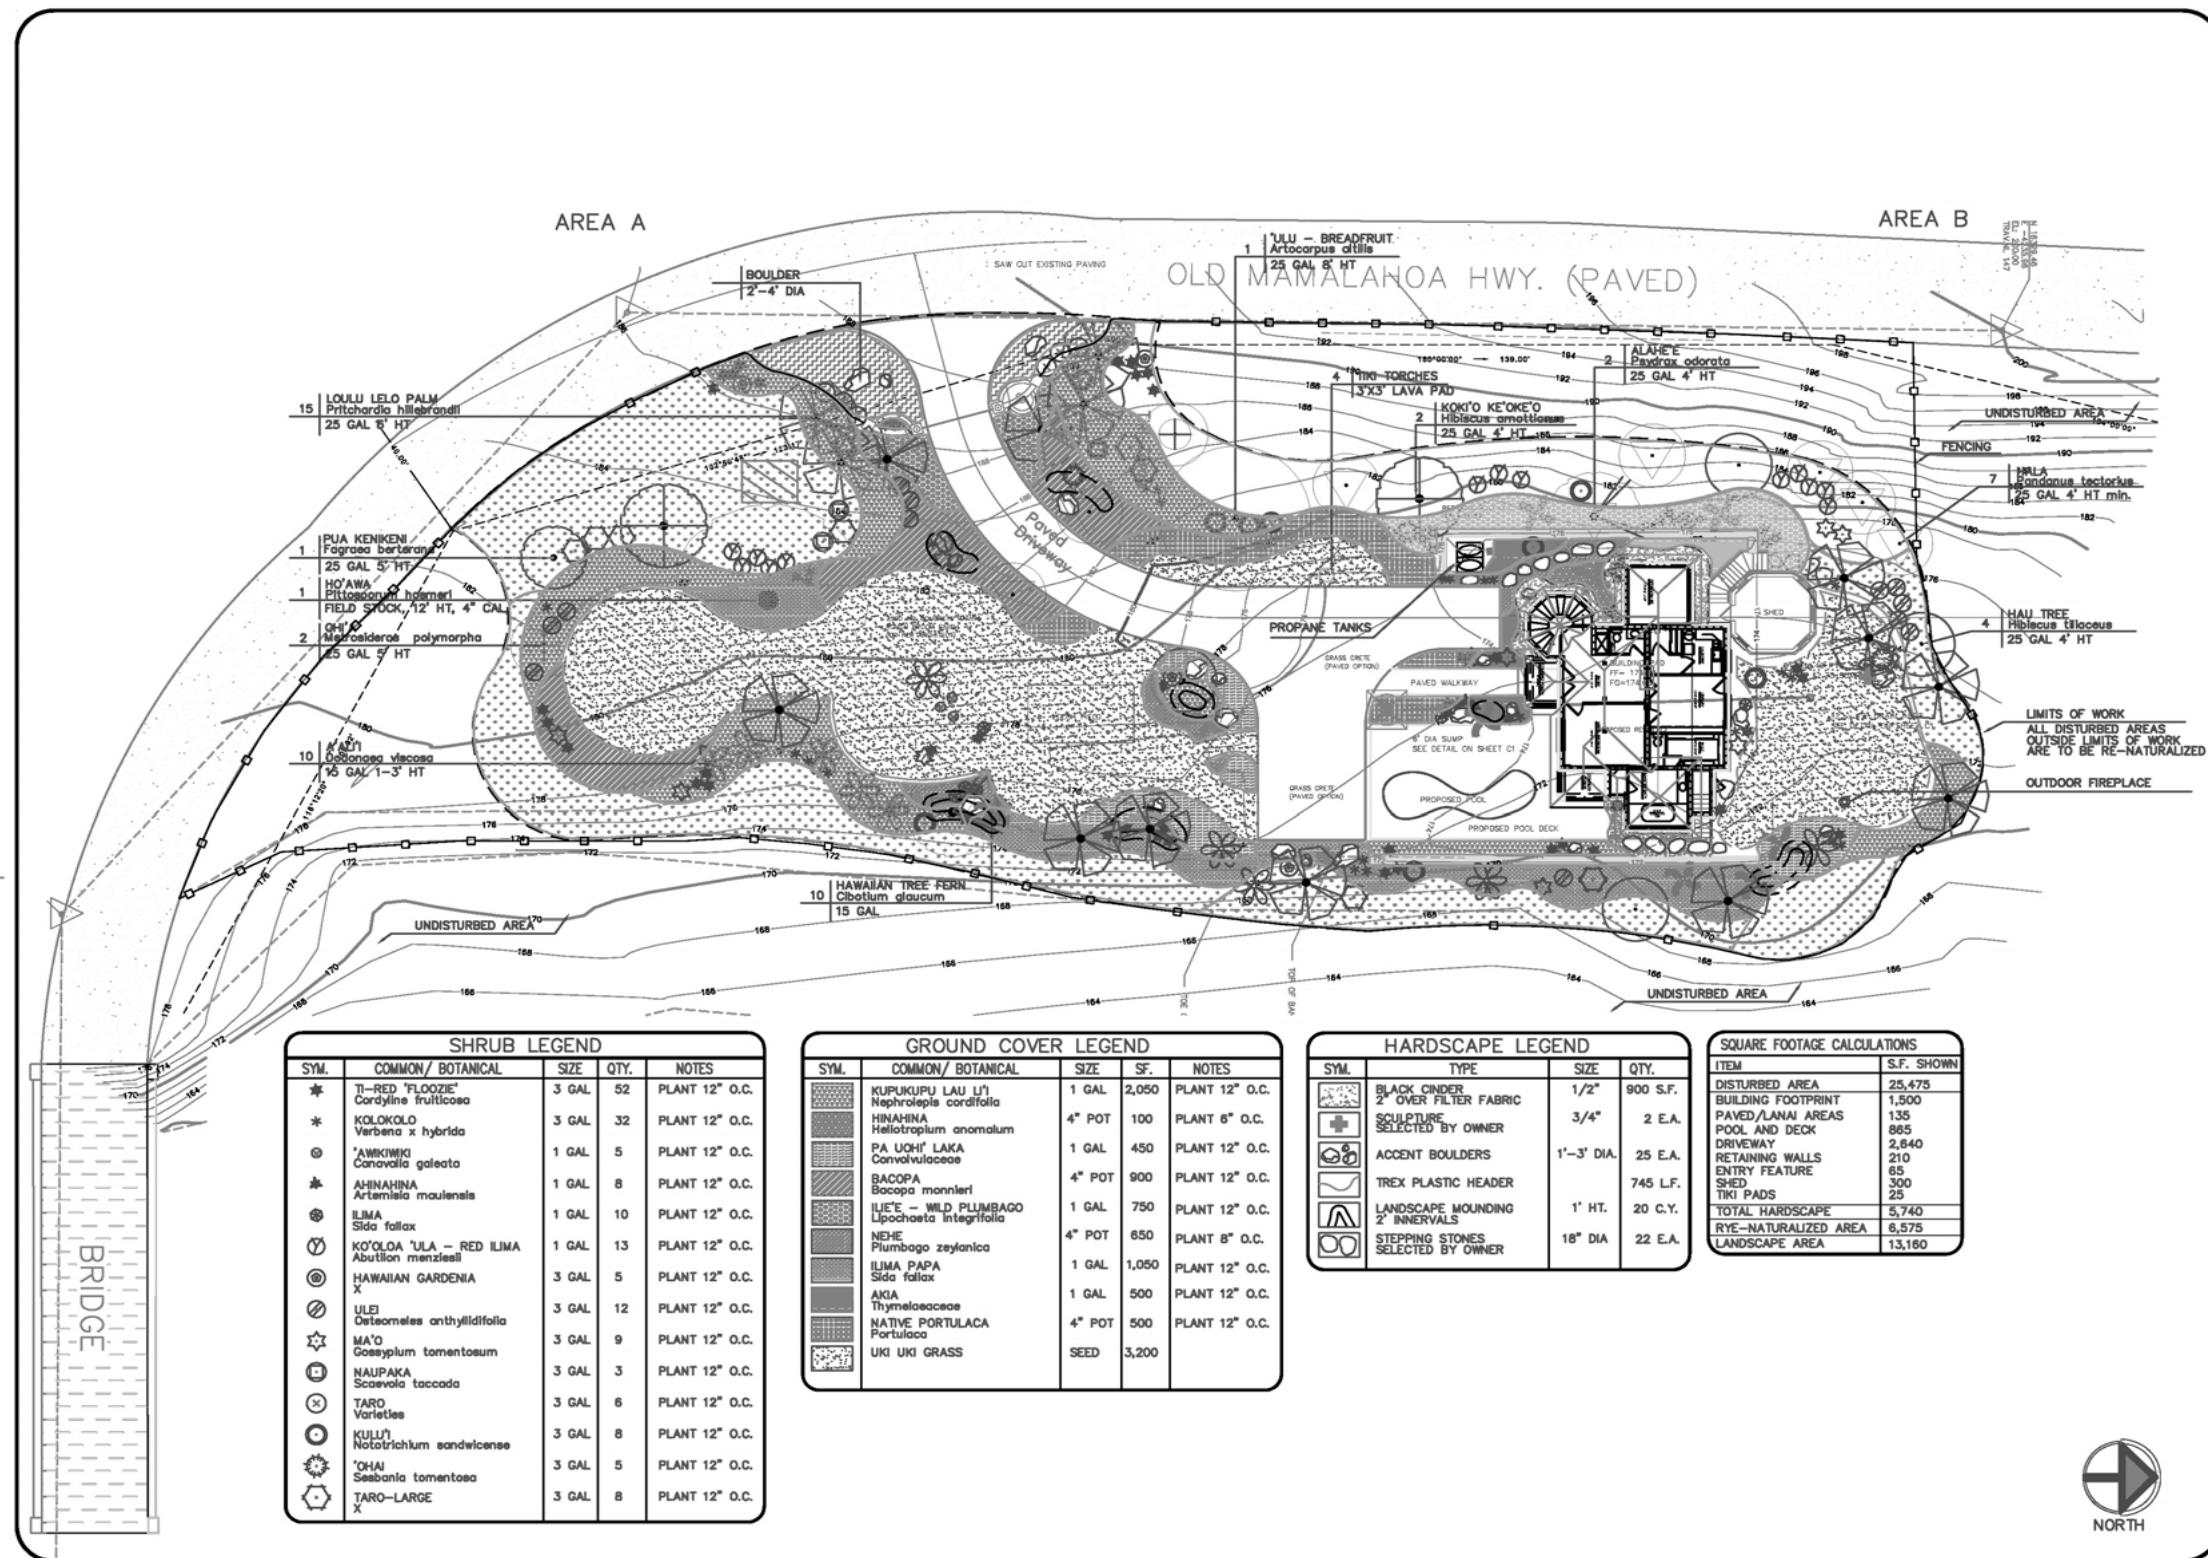 AREA A
AREA B
OLD MAMALAHOA HWY. (PAVED)
SAW CUT EXISTING PAVING
BOULDER
2'-4' DIA
1 'ULU - BREADFRUIT
Artocarpus altilis
25 GAL 8' HT
180°00'00" 139.00'
2 ALAHE'E
Psydrax odorata
25 GAL 4' HT
4 TIKI TORCHES
3'X3' LAVA PAD
2 KOKI'O KE'OKE'O
Hibiscus arnottianus
25 GAL 4' HT
15 LOULU LELO PALM
Pritchardia hillebrandii
25 GAL 6' HT
UNDISTURBED AREA
FENCING
7 HALA
Pandanus tectorius
25 GAL 4' HT min.
1 PUA KENIKENI
Fagraea berterana
25 GAL 5' HT
1 HO'AWA
Pittosporum hosmeri
FIELD STOCK, 12' HT, 4" CAL
2 OHI'
Metrosideros polymorpha
25 GAL 5' HT
Paved
Driveway
PROPANE TANKS
SHED
4 HAU TREE
Hibiscus tiliaceus
25 GAL 4' HT
GRASS CRETE
(PAVED OPTION)
PAVED WALKWAY
6' DIA SUMP
SEE DETAIL ON SHEET C1
LIMITS OF WORK
ALL DISTURBED AREAS
OUTSIDE LIMITS OF WORK
ARE TO BE RE-NATURALIZED
OUTDOOR FIREPLACE
10 A'ALI'I
Dodonaea viscosa
15 GAL 1-3' HT
GRASS CRETE
(PAVED OPTION)
PROPOSED POOL
PROPOSED POOL DECK
10 HAWAIIAN TREE FERN
Cibotium glaucum
15 GAL
UNDISTURBED AREA
UNDISTURBED AREA
BRIDGE
SHRUB LEGEND
SYM. COMMON/ BOTANICAL SIZE QTY. NOTES
TI-RED 'FLOOZIE' 3 GAL 52 PLANT 12" O.C.
Cordyline fruiticosa
KOLOKOLO 3 GAL 32 PLANT 12" O.C.
Verbena x hybrida
'AWIKIWIKI 1 GAL 5 PLANT 12" O.C.
Canavalia galeata
AHINAHINA 1 GAL 8 PLANT 12" O.C.
Artemisia mauiensis
ILIMA 1 GAL 10 PLANT 12" O.C.
Sida fallax
KO'OLOA 'ULA - RED ILIMA 1 GAL 13 PLANT 12" O.C.
Abutilon menziesii
HAWAIIAN GARDENIA 3 GAL 5 PLANT 12" O.C.
X
ULEI 3 GAL 12 PLANT 12" O.C.
Osteomeles anthyllidifolia
MA'O 3 GAL 9 PLANT 12" O.C.
Gossypium tomentosum
NAUPAKA 3 GAL 3 PLANT 12" O.C.
Scaevola taccada
TARO 3 GAL 6 PLANT 12" O.C.
Varieties
KULU'I 3 GAL 8 PLANT 12" O.C.
Nototrichium sandwicense
'OHAI 3 GAL 5 PLANT 12" O.C.
Sesbania tomentosa
TARO-LARGE 3 GAL 8 PLANT 12" O.C.
X
GROUND COVER LEGEND
SYM. COMMON/ BOTANICAL SIZE SF. NOTES
KUPUKUPU LAU LI'I 1 GAL 2,050 PLANT 12" O.C.
Nephrolepis cordifolia
HINAHINA 4" POT 100 PLANT 6" O.C.
Heliotropium anomalum
PA UOHI' LAKA 1 GAL 450 PLANT 12" O.C.
Convolvulaceae
BACOPA 4" POT 900 PLANT 12" O.C.
Bacopa monnieri
ILIE'E - WILD PLUMBAGO 1 GAL 750 PLANT 12" O.C.
Lipochaeta integrifolia
NEHE 4" POT 650 PLANT 8" O.C.
Plumbago zeylanica
ILIMA PAPA 1 GAL 1,050 PLANT 12" O.C.
Sida fallax
AKIA 1 GAL 500 PLANT 12" O.C.
Thymelaeaceae
NATIVE PORTULACA 4" POT 500 PLANT 12" O.C.
Portulaca
UKI UKI GRASS SEED 3,200
HARDSCAPE LEGEND
SYM. TYPE SIZE QTY.
BLACK CINDER 1/2" 900 S.F.
2" OVER FILTER FABRIC
SCULPTURE 3/4" 2 E.A.
SELECTED BY OWNER
ACCENT BOULDERS 1'-3' DIA. 25 E.A.
TREX PLASTIC HEADER 745 L.F.
LANDSCAPE MOUNDING 1' HT. 20 C.Y.
2' INNERVALS
STEPPING STONES 18" DIA 22 E.A.
SELECTED BY OWNER
SQUARE FOOTAGE CALCULATIONS
ITEM S.F. SHOWN
DISTURBED AREA 25,475
BUILDING FOOTPRINT 1,500
PAVED/LANAI AREAS 135
POOL AND DECK 865
DRIVEWAY 2,640
RETAINING WALLS 210
ENTRY FEATURE 65
SHED 300
TIKI PADS 25
TOTAL HARDSCAPE 5,740
RYE-NATURALIZED AREA 6,575
LANDSCAPE AREA 13,160
NORTH